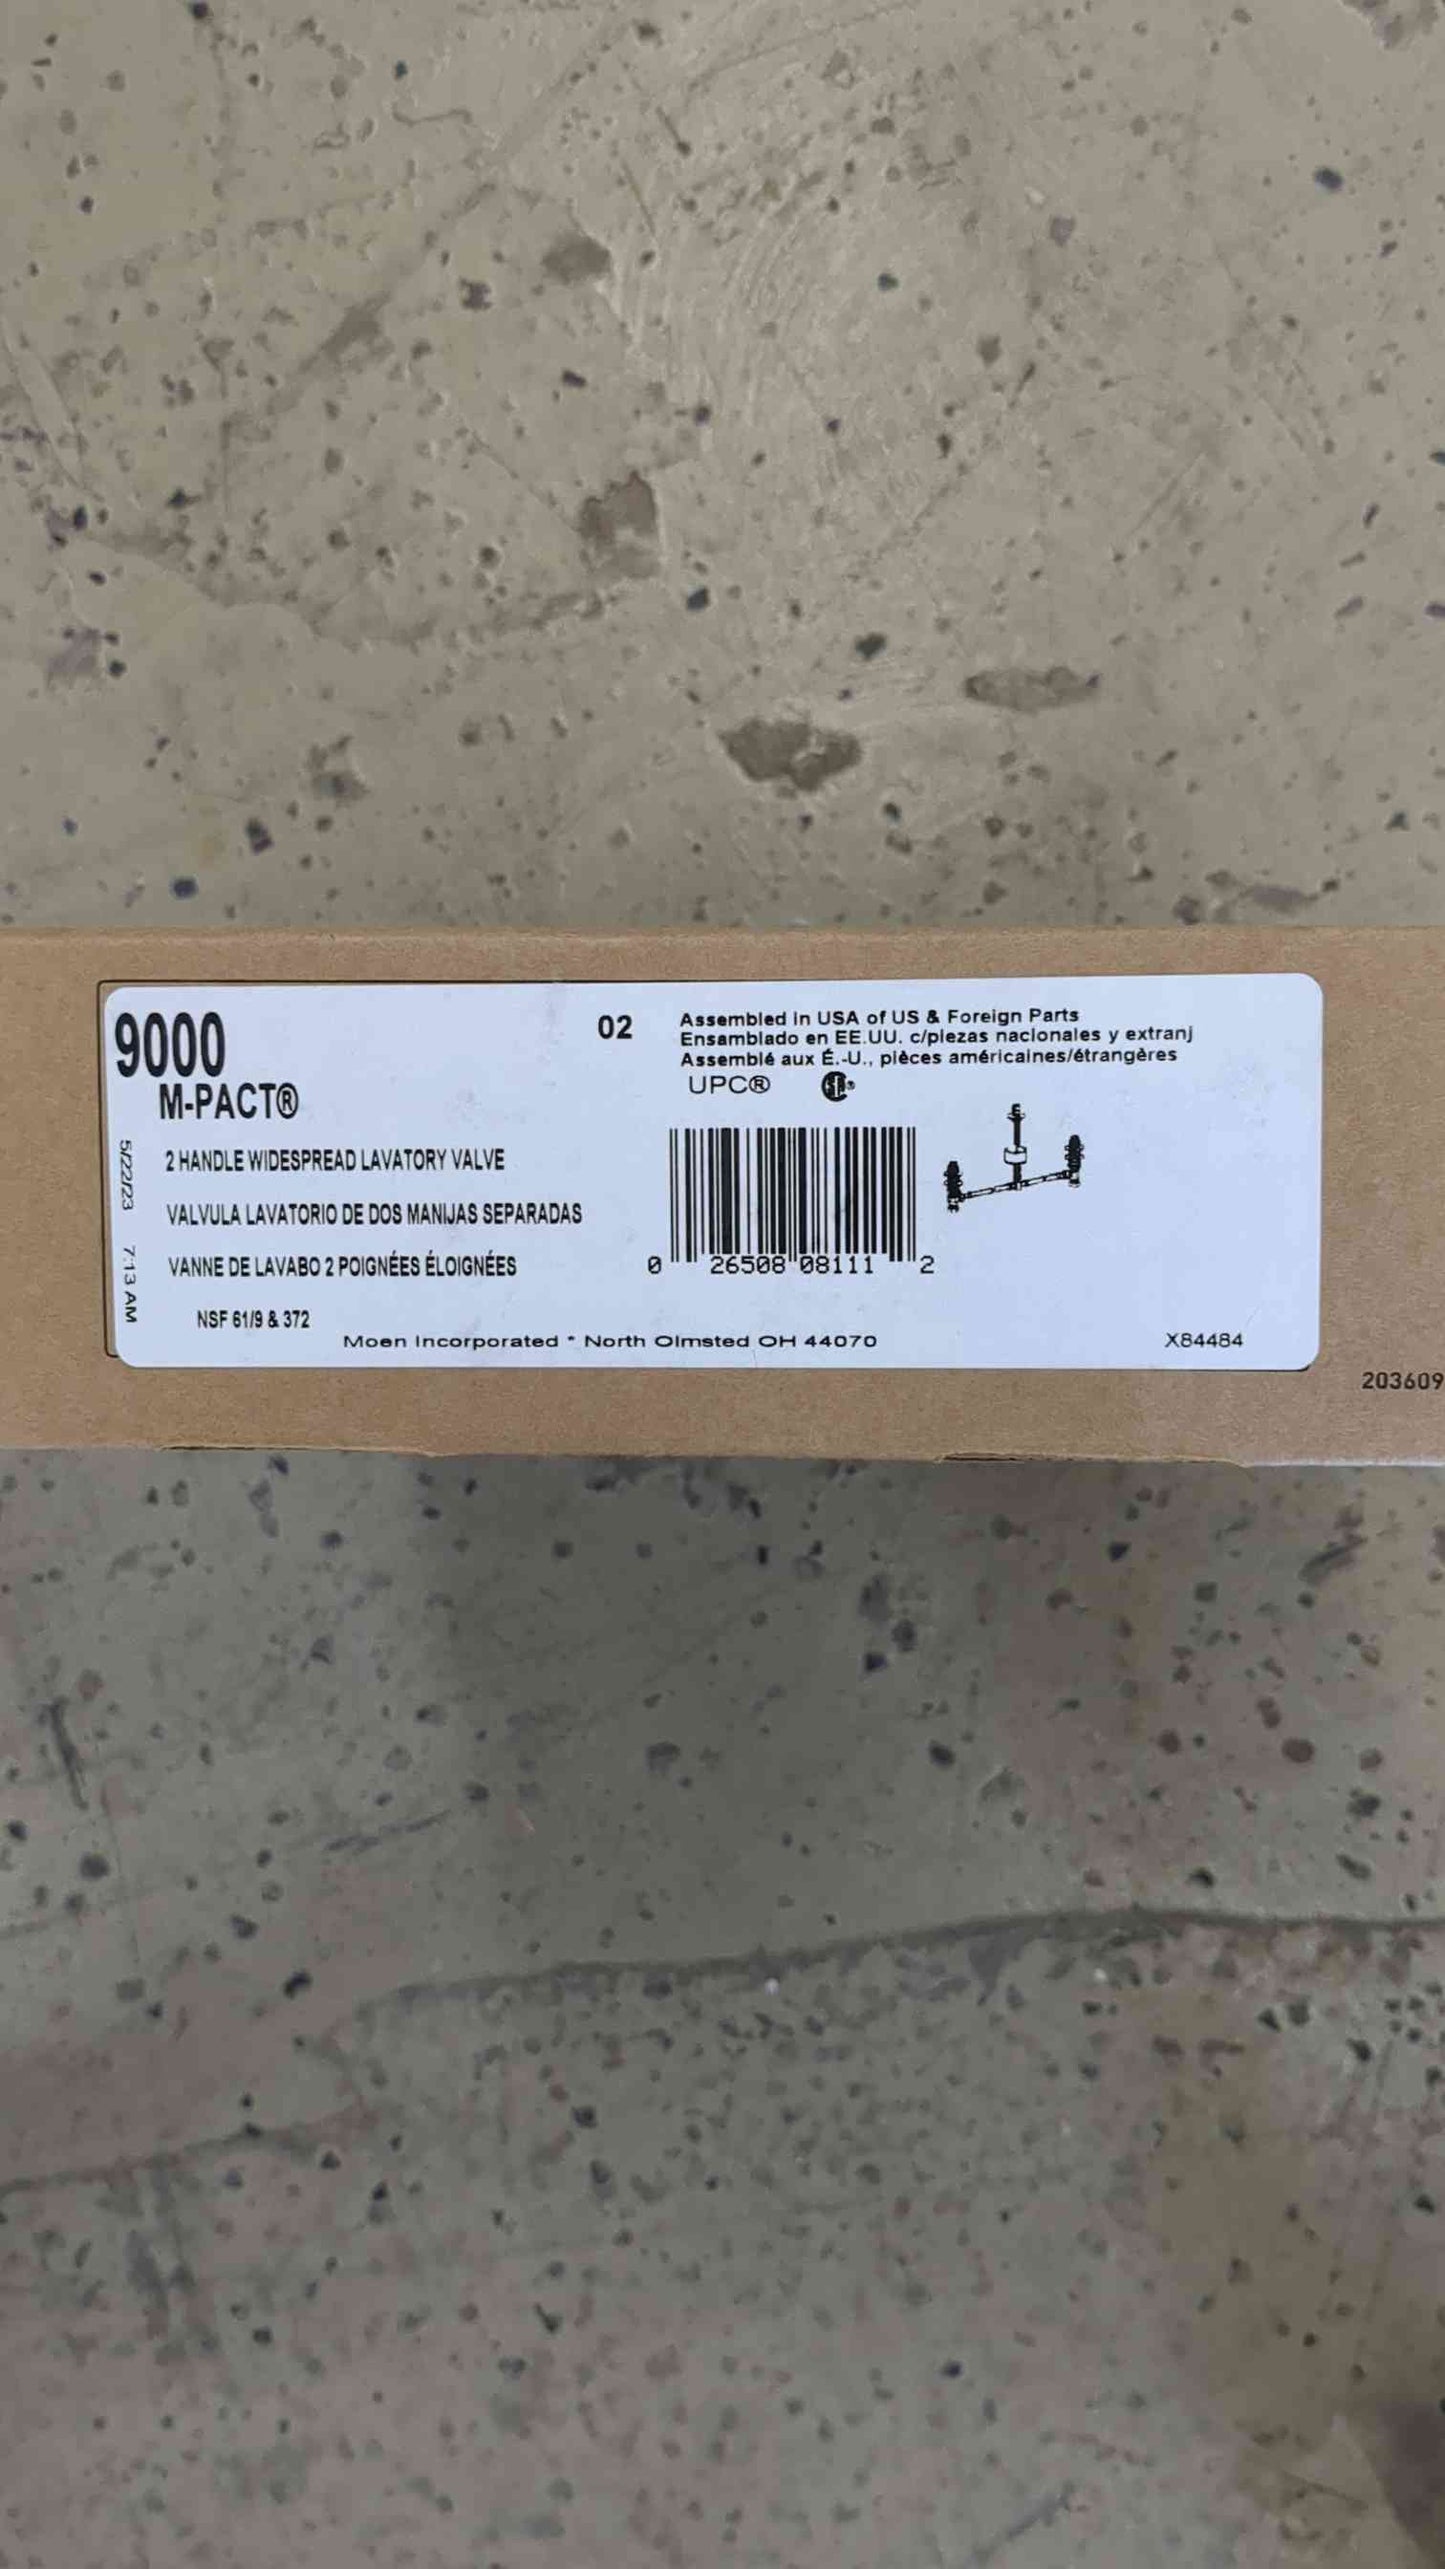 9000
M-PACT®
02
Assembled in USA of US & Foreign Parts
Ensamblado en EE.UU. c/piezas nacionales y extranj
Assemblé aux É.-U., pièces américaines/étrangères
UPC® SA®
5/22/23 7:13 AM
2 HANDLE WIDESPREAD LAVATORY VALVE
VALVULA LAVATORIO DE DOS MANIJAS SEPARADAS
VANNE DE LAVABO 2 POIGNÉES ÉLOIGNÉES
0 26508 08111 2
NSF 61/9 & 372
Moen Incorporated * North Olmsted OH 44070
X84484
203609